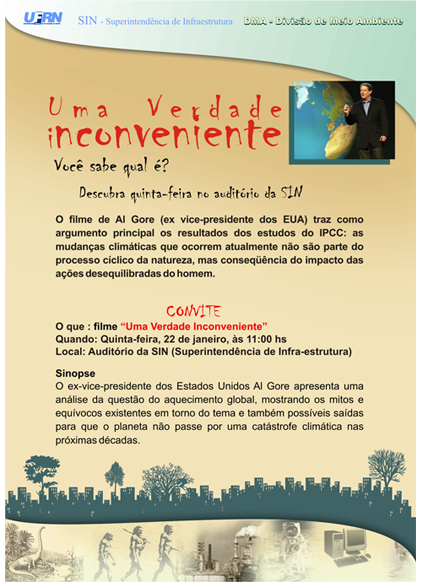 UFRN SIN - Superintendência de Infraestrutura DMA - Divisão de Meio Ambiente
Uma Verdade
inconveniente
Você sabe qual é?
Descubra quinta-feira no auditório da SIN
O filme de Al Gore (ex vice-presidente dos EUA) traz como
argumento principal os resultados dos estudos do IPCC: as
mudanças climáticas que ocorrem atualmente não são parte do
processo cíclico da natureza, mas conseqüência do impacto das
ações desequilibradas do homem.
CONVITE
O que : filme “Uma Verdade Inconveniente”
Quando: Quinta-feira, 22 de janeiro, às 11:00 hs
Local: Auditório da SIN (Superintendência de Infra-estrutura)
Sinopse
O ex-vice-presidente dos Estados Unidos Al Gore apresenta uma
análise da questão do aquecimento global, mostrando os mitos e
equívocos existentes em torno do tema e também possíveis saídas
para que o planeta não passe por uma catástrofe climática nas
próximas décadas.